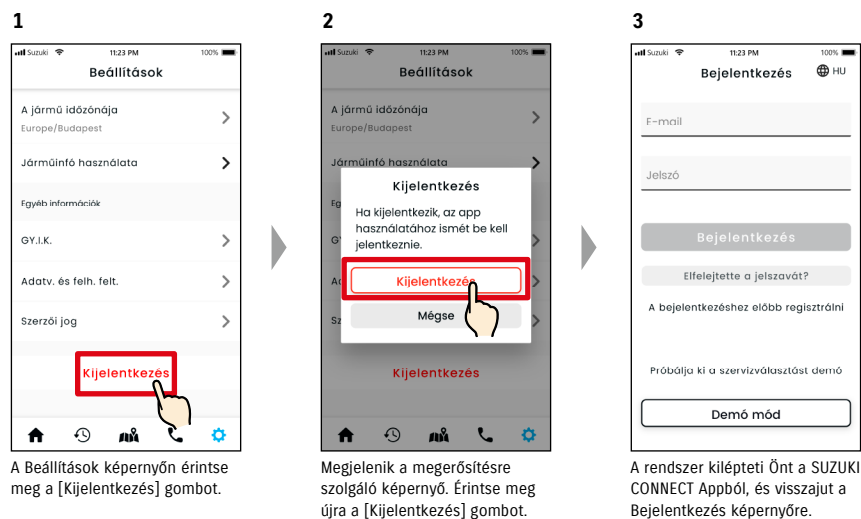 1
Suzuki 11:23 PM 100%
Beállítások
A jármű időzónája
Europe/Budapest
Járműinfó használata
Egyéb információk
GY.I.K.
Adatv. és felh. felt.
Szerzői jog
Kijelentkezés
A Beállítások képernyőn érintse
meg a [Kijelentkezés] gombot.
2
Suzuki 11:23 PM 100%
Beállítások
A jármű időzónája
Europe/Budapest
Járműinfó használata
Kijelentkezés
Ha kijelentkezik, az app
használatához ismét be kell
jelentkeznie.
Kijelentkezés
Mégse
Kijelentkezés
Megjelenik a megerősítésre
szolgáló képernyő. Érintse meg
újra a [Kijelentkezés] gombot.
3
Suzuki 11:23 PM 100%
Bejelentkezés HU
E-mail
Jelszó
Bejelentkezés
Elfelejtette a jelszavát?
A bejelentkezéshez előbb regisztrálni
Próbálja ki a szervizválasztást demó
Demó mód
A rendszer kilépteti Önt a SUZUKI
CONNECT Appból, és visszajut a
Bejelentkezés képernyőre.